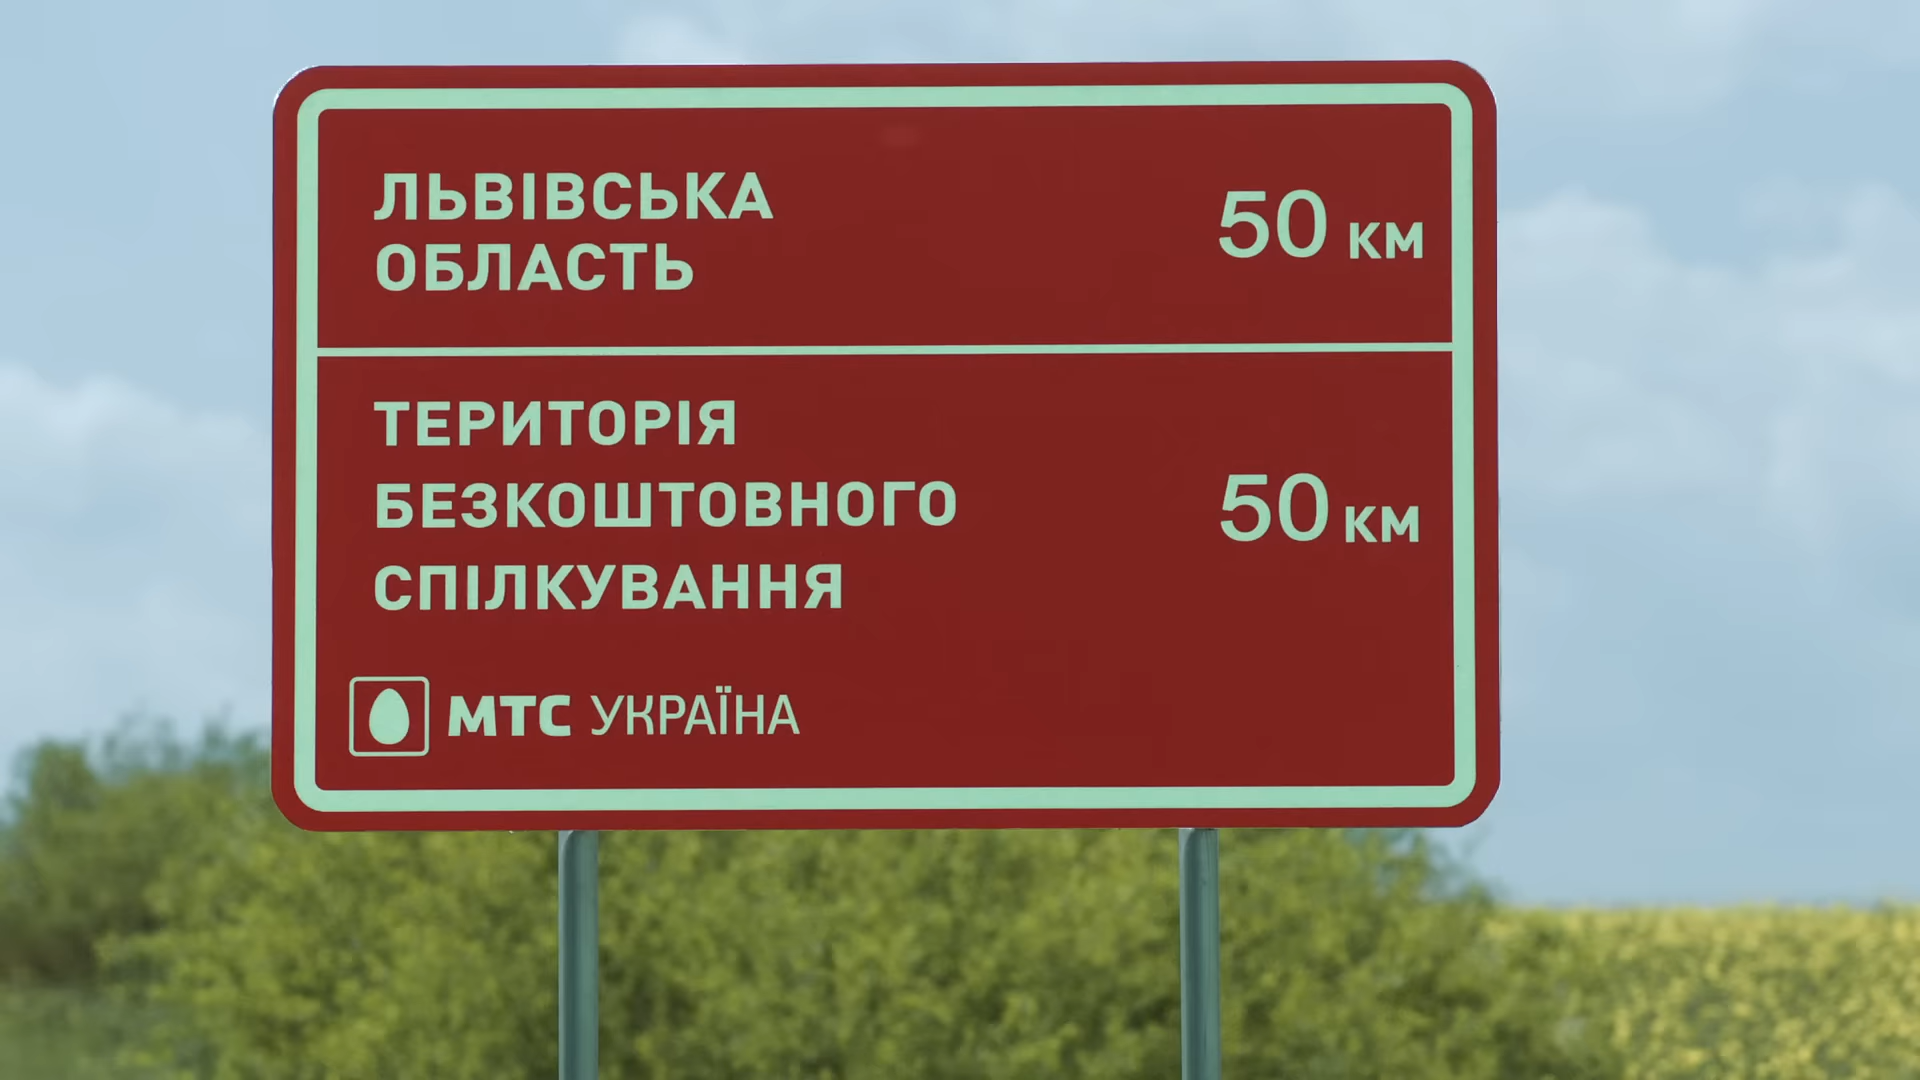 ЛЬВІВСЬКА
ОБЛАСТЬ
50 КМ
ТЕРИТОРІЯ
БЕЗКОШТОВНОГО
СПІЛКУВАННЯ
50 КМ
МТС УКРАЇНА